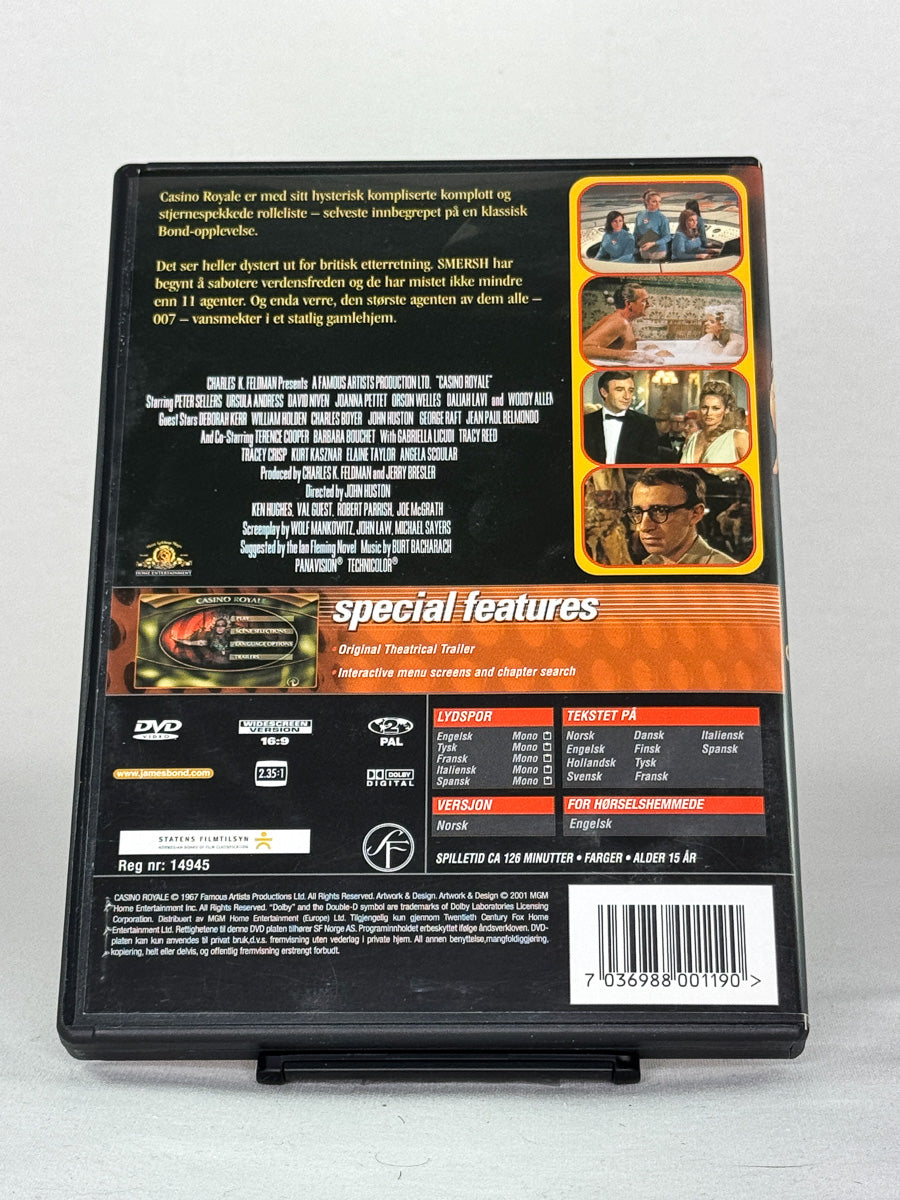 Casino Royale er med sitt hysterisk kompliserte komplott og
stjernespekkede rolleliste – selveste innbegrepet på en klassisk
Bond-opplevelse.
Det ser heller dystert ut for britisk etterretning. SMERSH har
begynt å sabotere verdensfreden og de har mistet ikke mindre
enn 11 agenter. Og enda verre, den største agenten av dem alle –
007 – vansmekter i et statlig gamlehjem.
CHARLES K. FELDMAN Presents A FAMOUS ARTISTS PRODUCTION LTD. "CASINO ROYALE"
Starring PETER SELLERS URSULA ANDRESS DAVID NIVEN JOANNA PETTET ORSON WELLES DALIAH LAVI and WOODY ALLEN
Guest Stars DEBORAH KERR WILLIAM HOLDEN CHARLES BOYER JOHN HUSTON GEORGE RAFT JEAN PAUL BELMONDO
And Co-Starring TERENCE COOPER BARBARA BOUCHET With GABRIELLA LICUDI TRACY REED
TRACEY CRISP KURT KASZNAR ELAINE TAYLOR ANGELA SCOULAR
Produced by CHARLES K. FELDMAN and JERRY BRESLER
Directed by JOHN HUSTON
KEN HUGHES, VAL GUEST, ROBERT PARRISH, JOE McGRATH
Screenplay by WOLF MANKOWITZ, JOHN LAW, MICHAEL SAYERS
Suggested by the Ian Fleming Novel Music by BURT BACHARACH
PANAVISION® TECHNICOLOR®
HOME ENTERTAINMENT
CASINO ROYALE
PLAY
SCENE SELECTIONS
LANGUAGE OPTIONS
TRAILERS
special features
· Original Theatrical Trailer
· Interactive menu screens and chapter search
DVD
VIDEO
WIDESCREEN
VERSION
16:9
2
PAL
www.jamesbond.com
2.35:1
DOLBY
DIGITAL
LYDSPOR
Engelsk Mono
Tysk Mono
Fransk Mono
Italiensk Mono
Spansk Mono
TEKSTET PÅ
Norsk Dansk Italiensk
Engelsk Finsk Spansk
Hollandsk Tysk
Svensk Fransk
VERSJON
Norsk
FOR HØRSELSHEMMEDE
Engelsk
STATENS FILMTILSYN
NORWEGIAN BOARD OF FILM CLASSIFICATION
Reg nr: 14945
SF
SPILLETID CA 126 MINUTTER • FARGER • ALDER 15 ÅR
CASINO ROYALE © 1967 Famous Artists Productions Ltd. All Rights Reserved. Artwork & Design. Artwork & Design © 2001 MGM
Home Entertainment Inc. All Rights Reserved. "Dolby" and the Double-D symbol are trademarks of Dolby Laboratories Licensing
Corporation. Distribuert av MGM Home Entertainment (Europe) Ltd. Tilgjengelig kun gjennom Twentieth Century Fox Home
Entertainment Ltd. Rettighetene til denne DVD platen tilhører SF Norge AS. Programinnholdet erbeskyttet ifølge åndsverkloven. DVD-
platen kan kun anvendes til privat bruk,d.v.s. fremvisning uten vederlag i private hjem. All annen benyttelse,mangfoldiggjøring,
kopiering, helt eller delvis, og offentlig fremvisning erstrengt forbudt.
7 036988 001190 >